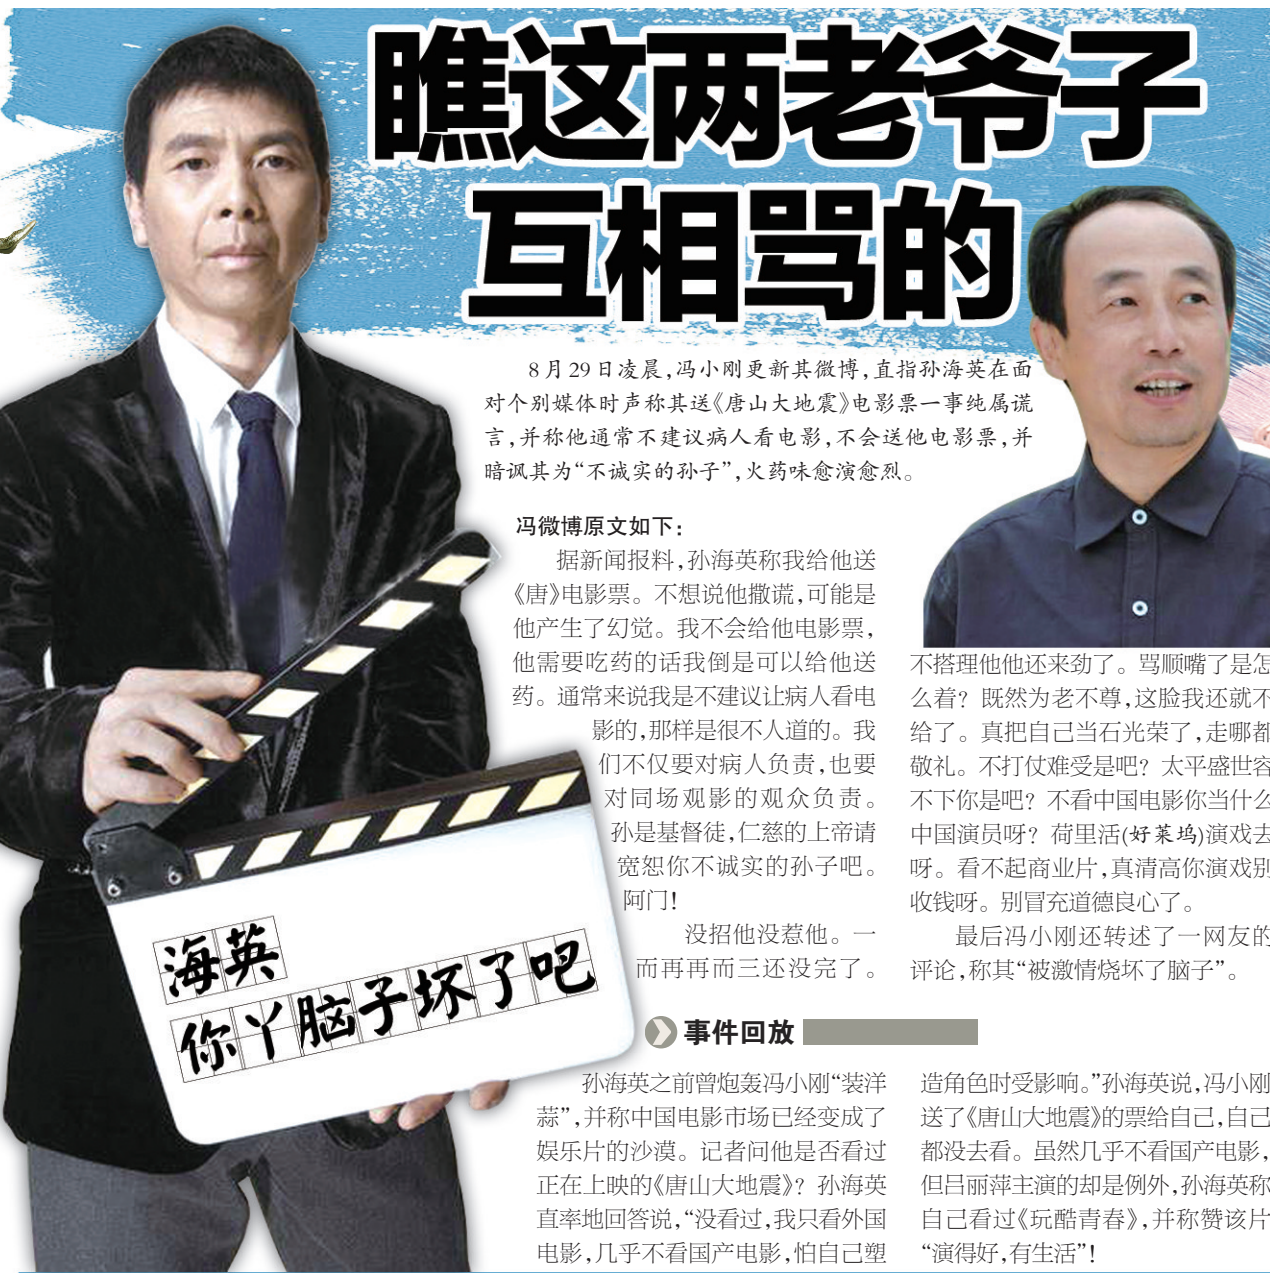 瞧这两老爷子
互相骂的
8月29日凌晨,冯小刚更新其微博,直指孙海英在面
对个别媒体时声称其送《唐山大地震》电影票一事纯属谎
言,并称他通常不建议病人看电影,不会送他电影票,并
暗讽其为“不诚实的孙子”,火药味愈演愈烈。
冯微博原文如下:
据新闻报料,孙海英称我给他送
《唐》电影票。不想说他撒谎,可能是
他产生了幻觉。我不会给他电影票,
他需要吃药的话我倒是可以给他送
药。通常来说我是不建议让病人看电
影的,那样是很不人道的。我
们不仅要对病人负责,也要
对同场观影的观众负责。
孙是基督徒,仁慈的上帝请
宽恕你不诚实的孙子吧。
阿门!
没招他没惹他。一
而再再而三还没完了。
不搭理他他还来劲了。骂顺嘴了是怎
么着?既然为老不尊,这脸我还就不
给了。真把自己当石光荣了,走哪都
敬礼。不打仗难受是吧?太平盛世容
不下你是吧?不看中国电影你当什么
中国演员呀?荷里活(好莱坞)演戏去
呀。看不起商业片,真清高你演戏别
收钱呀。别冒充道德良心了。
最后冯小刚还转述了一网友的
评论,称其“被激情烧坏了脑子”。
海英
你丫脑子坏了吧
事件回放
孙海英之前曾炮轰冯小刚“装洋
蒜”,并称中国电影市场已经变成了
娱乐片的沙漠。记者问他是否看过
正在上映的《唐山大地震》?孙海英
直率地回答说,“没看过,我只看外国
电影,几乎不看国产电影,怕自己塑
造角色时受影响。”孙海英说,冯小刚
送了《唐山大地震》的票给自己,自己
都没去看。虽然几乎不看国产电影,
但吕丽萍主演的却是例外,孙海英称
自己看过《玩酷青春》,并称赞该片
“演得好,有生活”!